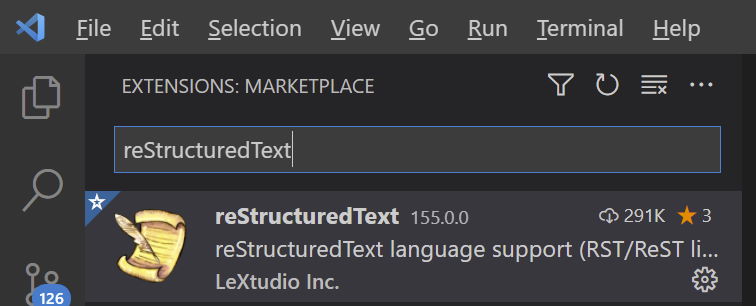 File Edit Selection View Go Run Terminal Help
EXTENSIONS: MARKETPLACE
reStructuredText
reStructuredText 155.0.0 291K 3
reStructuredText language support (RST/ReST li...
LeXtudio Inc.
126